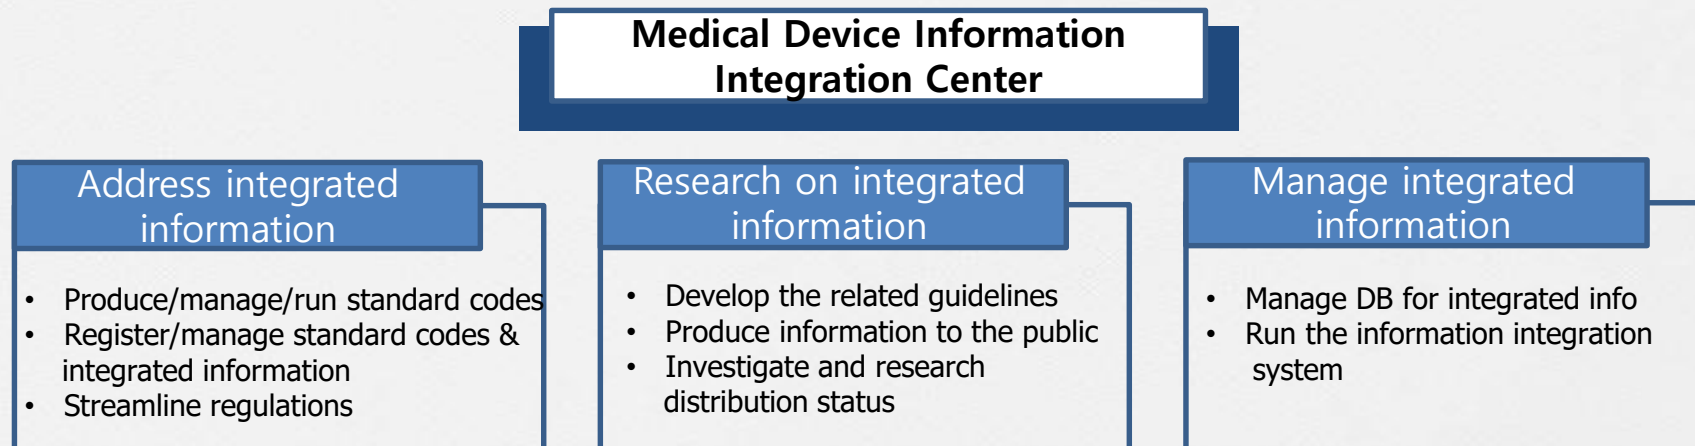 Medical Device Information
Integration Center
Address integrated
information
• Produce/manage/run standard codes
• Register/manage standard codes &
integrated information
• Streamline regulations
Research on integrated
information
• Develop the related guidelines
• Produce information to the public
• Investigate and research
distribution status
Manage integrated
information
• Manage DB for integrated info
• Run the information integration
system